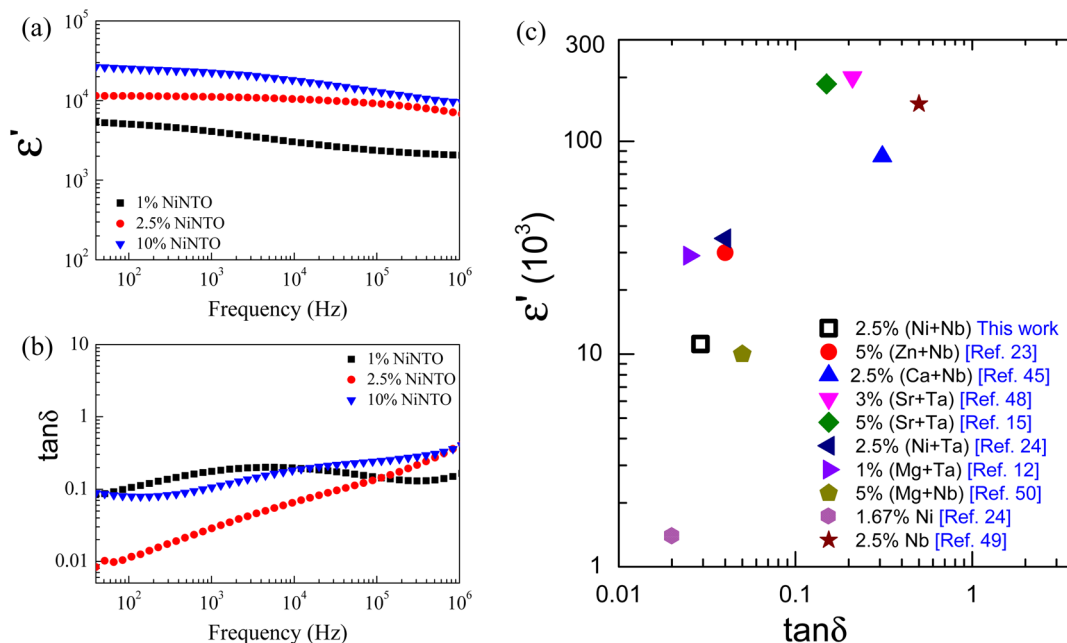 (a)
10^5
10^4
10^3
10^2
ε'
1% NiNTO
2.5% NiNTO
10% NiNTO
10^2 10^3 10^4 10^5 10^6
Frequency (Hz)
(b)
10
1
0.1
0.01
tanδ
1% NiNTO
2.5% NiNTO
10% NiNTO
10^2 10^3 10^4 10^5 10^6
Frequency (Hz)
(c)
300
100
10
1
ε' (10^3)
2.5% (Ni+Nb) This work
5% (Zn+Nb) [Ref. 23]
2.5% (Ca+Nb) [Ref. 45]
3% (Sr+Ta) [Ref. 48]
5% (Sr+Ta) [Ref. 15]
2.5% (Ni+Ta) [Ref. 24]
1% (Mg+Ta) [Ref. 12]
5% (Mg+Nb) [Ref. 50]
1.67% Ni [Ref. 24]
2.5% Nb [Ref. 49]
0.01 0.1 1
tanδ